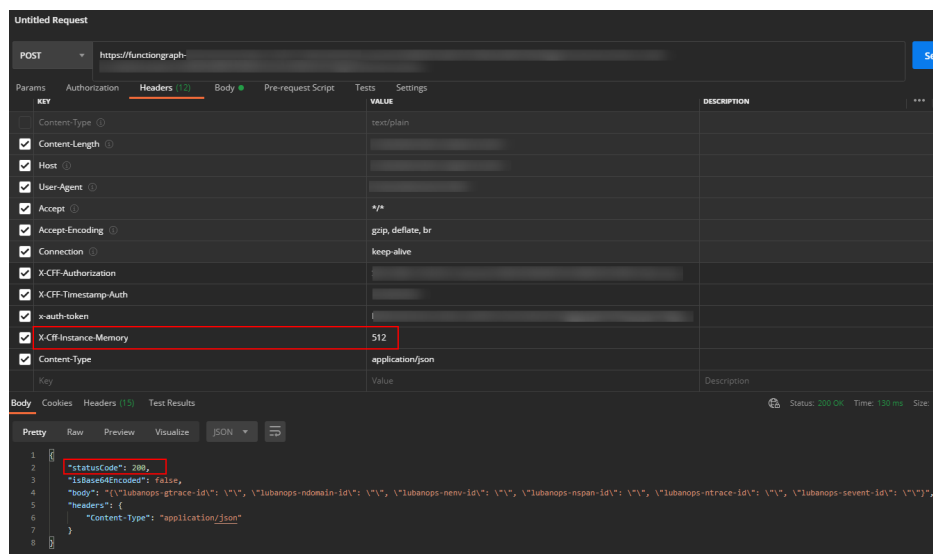 Untitled Request
POST https://functiongraph-
Params Authorization Headers (12) Body Pre-request Script Tests Settings
KEY VALUE DESCRIPTION
Content-Type text/plain
Content-Length
Host
User-Agent
Accept */*
Accept-Encoding gzip, deflate, br
Connection keep-alive
X-CFF-Authorization
X-CFF-Timestamp-Auth
x-auth-token
X-Cff-Instance-Memory 512
Content-Type application/json
Key Value Description
Body Cookies Headers (15) Test Results Status: 200 OK Time: 130 ms Size:
Pretty Raw Preview Visualize JSON
1 {
2 "statusCode": 200,
3 "isBase64Encoded": false,
4 "body": "{\"lubanops-gtrace-id\": \"\", \"lubanops-ndomain-id\": \"\", \"lubanops-nenv-id\": \"\", \"lubanops-nspan-id\": \"\", \"lubanops-ntrace-id\": \"\", \"lubanops-sevent-id\": \"\"}",
5 "headers": {
6 "Content-Type": "application/json"
7 }
8 }